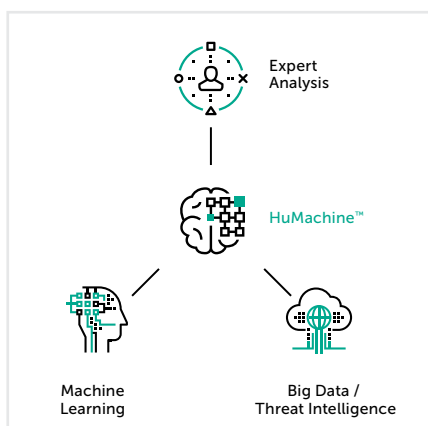 Expert
Analysis
HuMachine™
Machine
Learning
Big Data /
Threat Intelligence